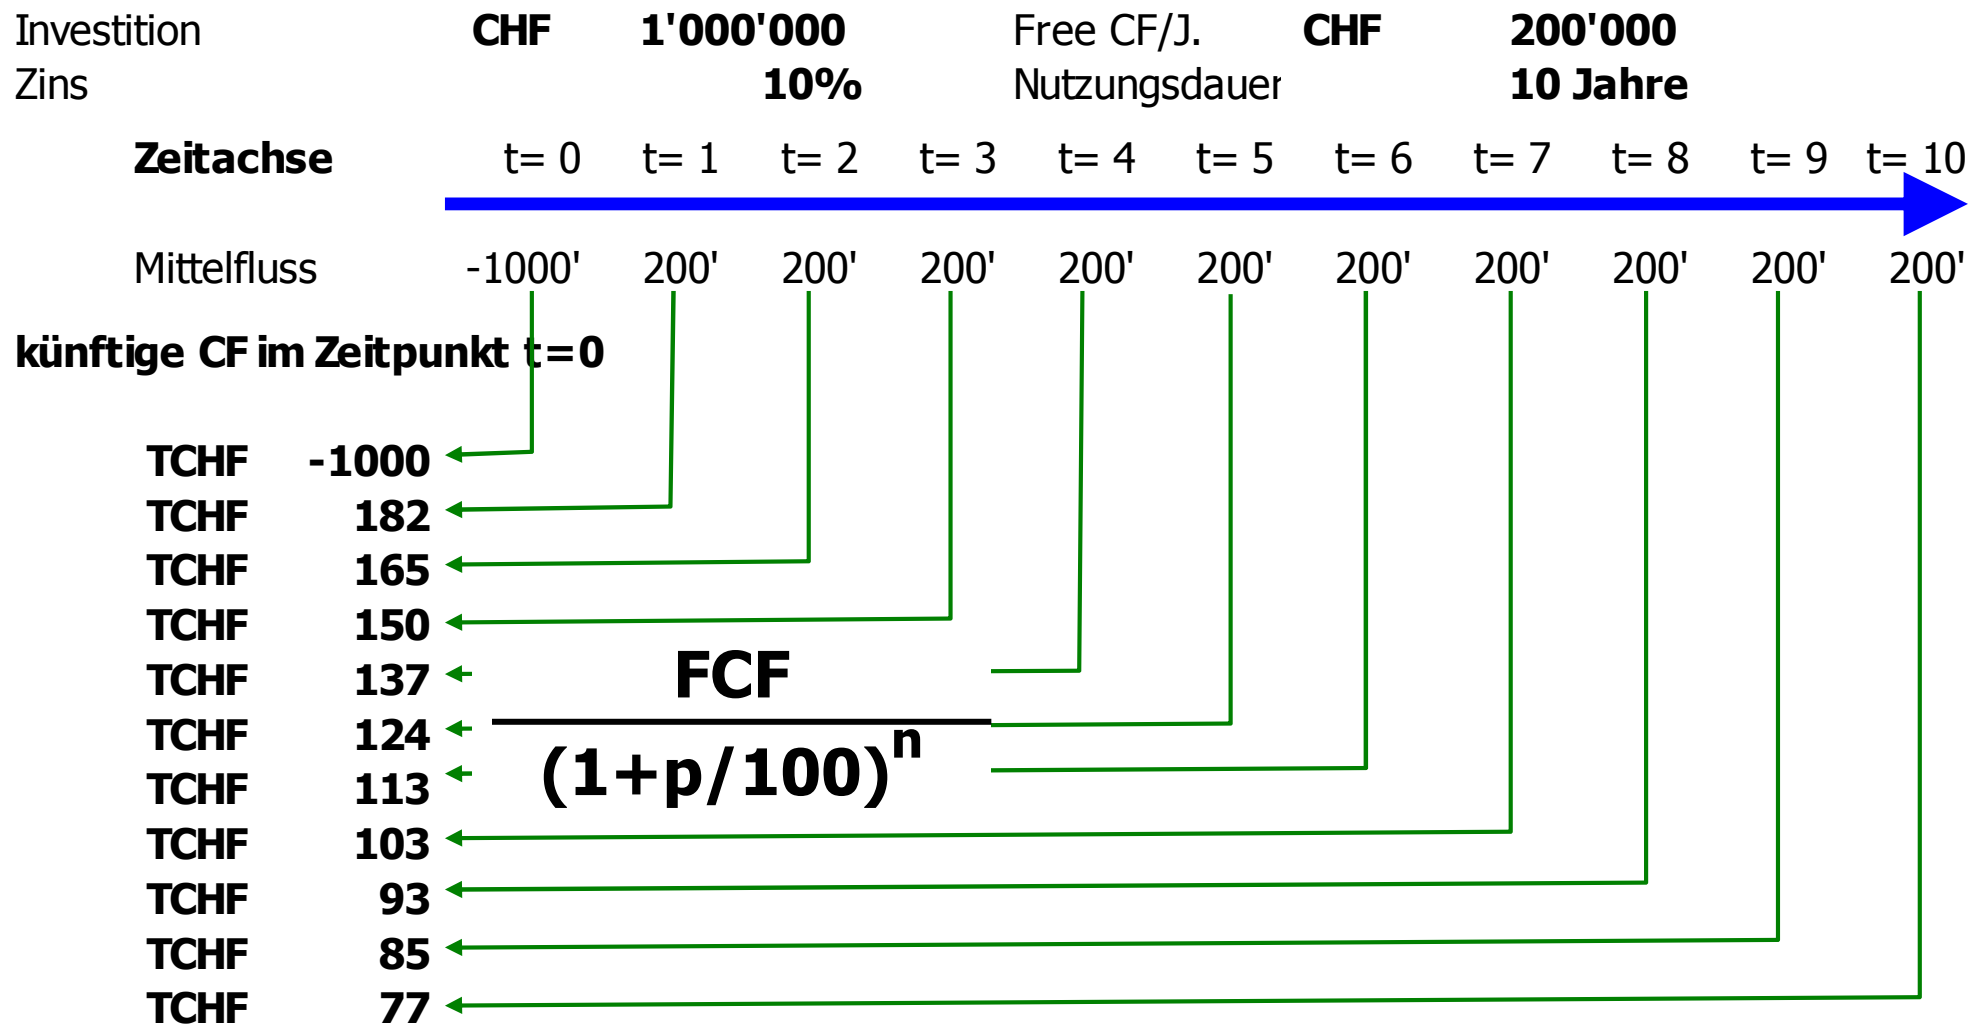 Investition CHF 1'000'000 Free CF/J. CHF 200'000
Zins 10% Nutzungsdauer 10 Jahre
Zeitachse t= 0 t= 1 t= 2 t= 3 t= 4 t= 5 t= 6 t= 7 t= 8 t= 9 t= 10
Mittelfluss -1000' 200' 200' 200' 200' 200' 200' 200' 200' 200' 200'
künftige CF im Zeitpunkt t=0
TCHF -1000
TCHF 182
TCHF 165
TCHF 150
TCHF 137
FCF
TCHF 124
(1+p/100)^n
TCHF 113
TCHF 103
TCHF 93
TCHF 85
TCHF 77